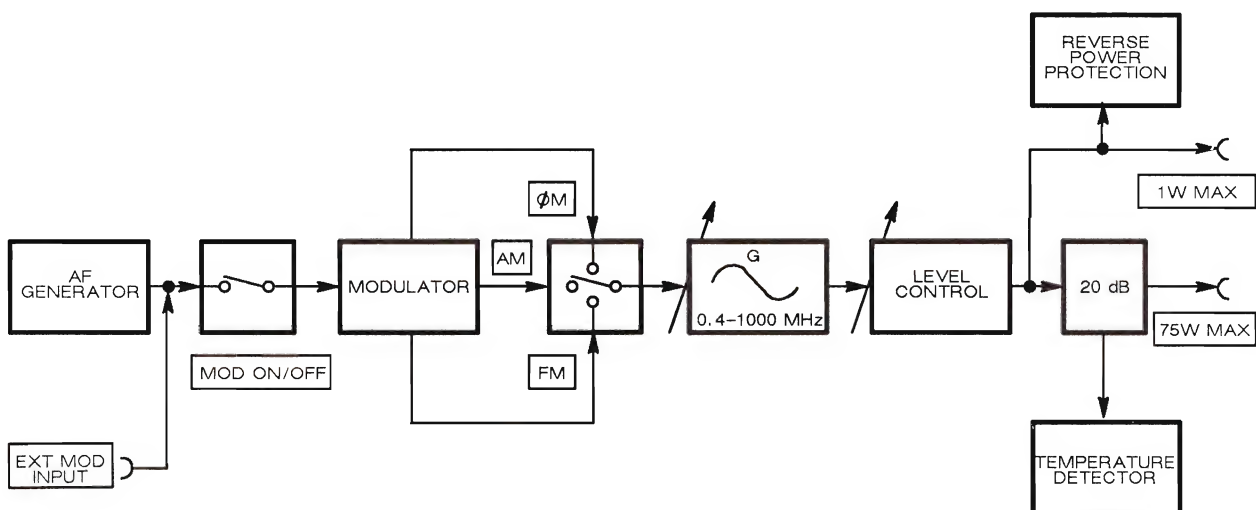 REVERSE
POWER
PROTECTION
1W MAX
ØM
AM
G
AF
GENERATOR
MODULATOR
LEVEL
CONTROL
20 dB
0.4-1000 MHz
75W MAX
MOD ON/OFF
FM
EXT MOD
INPUT
TEMPERATURE
DETECTOR